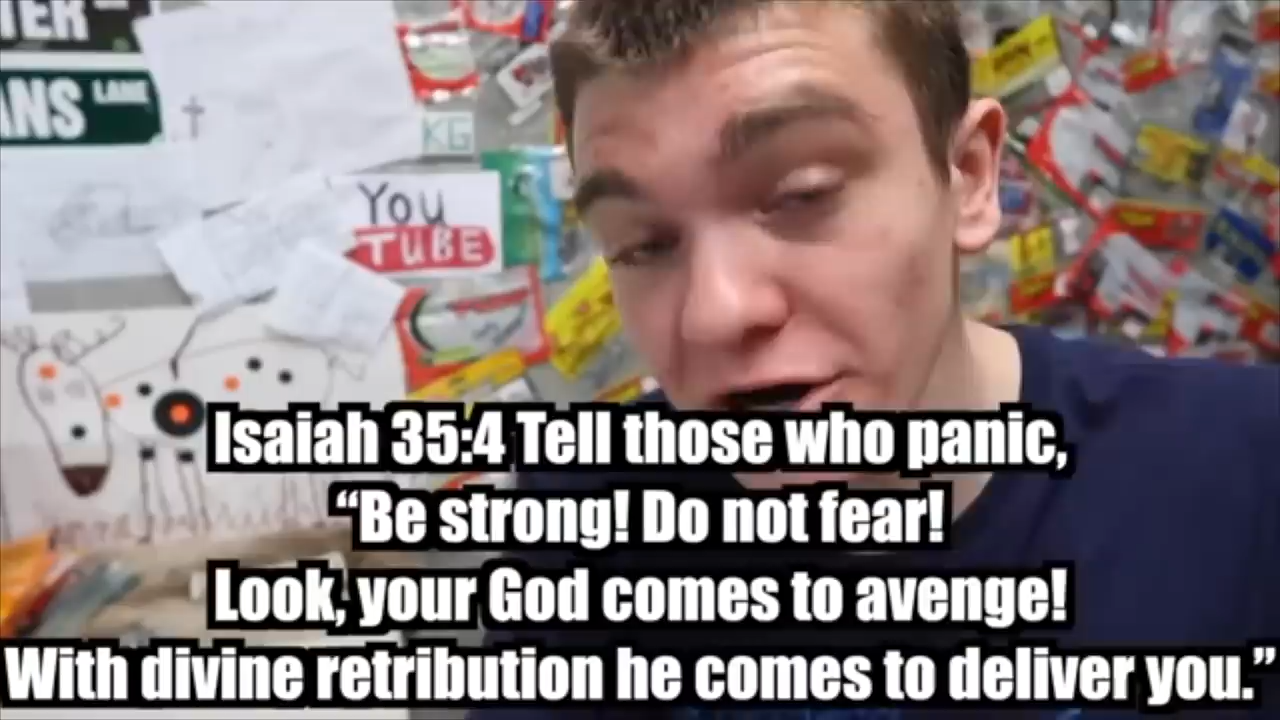 ANS LANE
KG
YOU
TUBE
Isaiah 35:4 Tell those who panic,
“Be strong! Do not fear!
Look, your God comes to avenge!
With divine retribution he comes to deliver you.”